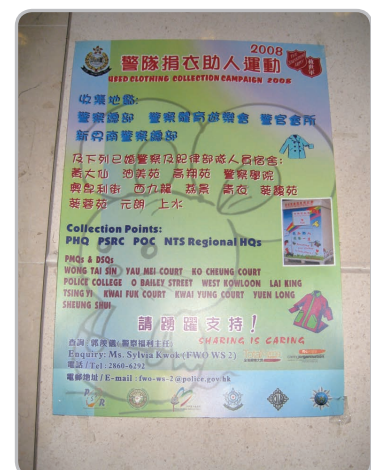 2008
警隊捐衣助人運動
USED CLOTHING COLLECTION CAMPAIGN 2008
收集地點:
警察總部 警察體育遊樂會 警官會所
新界南警察總部
及下列已婚警察及紀律部隊人員宿舍:
黃大仙 油美苑 高翔苑 警察學院
奧卑利街 西九龍 荔景 青衣 葵馥苑
葵蓉苑 元朗 上水
Collection Points:
PHQ PSRC POC NTS Regional HQs
PMQs & DSQs
WONG TAI SIN YAU MEI COURT KO CHEUNG COURT
POLICE COLLEGE O BAILEY STREET WEST KOWLOON LAI KING
TSING YI KWAI FUK COURT KWAI YUNG COURT YUEN LONG
SHEUNG SHUI
請踴躍支持!
SHARING IS CARING
Enquiry: Ms. Sylvia Kwok (FWO WS 2)
電話 / Tel : 2860-6292
電郵地址 / E-mail : fwo-ws-2@police.gov.hk